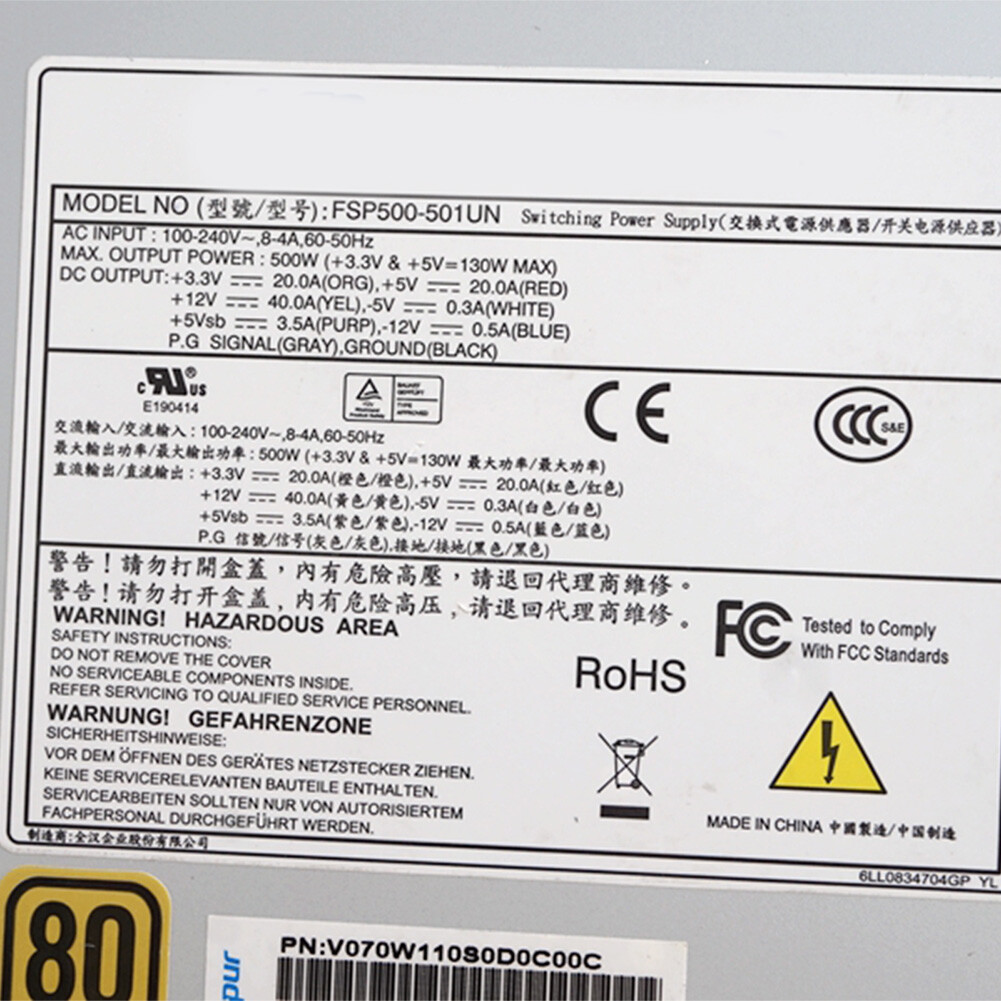 MODEL NO (型號/型号):FSP500-501UN Switching Power Supply(交換式電源供應器/开关电源供应器)
AC INPUT : 100-240V~,8-4A,60-50Hz
MAX. OUTPUT POWER : 500W (+3.3V & +5V=130W MAX)
DC OUTPUT:+3.3V 20.0A(ORG),+5V 20.0A(RED)
+12V 40.0A(YEL),-5V 0.3A(WHITE)
+5Vsb 3.5A(PURP),-12V 0.5A(BLUE)
P.G SIGNAL(GRAY),GROUND(BLACK)
c RU ® US
E190414
BAUART
GEPRÜFT
TYPE
APPROVED
CE
CCC S&E
交流輸入/交流输入 : 100-240V~,8-4A,60-50Hz
最大輸出功率/最大输出功率 : 500W (+3.3V & +5V=130W 最大功率/最大功率)
直流輸出/直流输出 : +3.3V 20.0A(橙色/橙色),+5V 20.0A(紅色/红色)
+12V 40.0A(黃色/黄色),-5V 0.3A(白色/白色)
+5Vsb 3.5A(紫色/紫色),-12V 0.5A(藍色/蓝色)
P.G 信號/信号(灰色/灰色),接地/接地(黑色/黑色)
警告！請勿打開盒蓋，內有危險高壓，請退回代理商維修。
警告！请勿打开盒盖,内有危险高压,请退回代理商维修。
WARNING! HAZARDOUS AREA
SAFETY INSTRUCTIONS:
DO NOT REMOVE THE COVER
NO SERVICEABLE COMPONENTS INSIDE.
REFER SERVICING TO QUALIFIED SERVICE PERSONNEL.
WARNUNG! GEFAHRENZONE
SICHERHEITSHINWEISE:
VOR DEM ÖFFNEN DES GERÄTES NETZSTECKER ZIEHEN.
KEINE SERVICERELEVANTEN BAUTEILE ENTHALTEN.
SERVICEARBEITEN SOLLTEN NUR VON AUTORISIERTEM
FACHPERSONAL DURCHGEFÜHRT WERDEN.
FC Tested to Comply
With FCC Standards
RoHS
MADE IN CHINA 中國製造/中国制造
制造商:全汉企业股份有限公司
6LL0834704GP YL
80
PN:V070W110S0D0C00C
pur